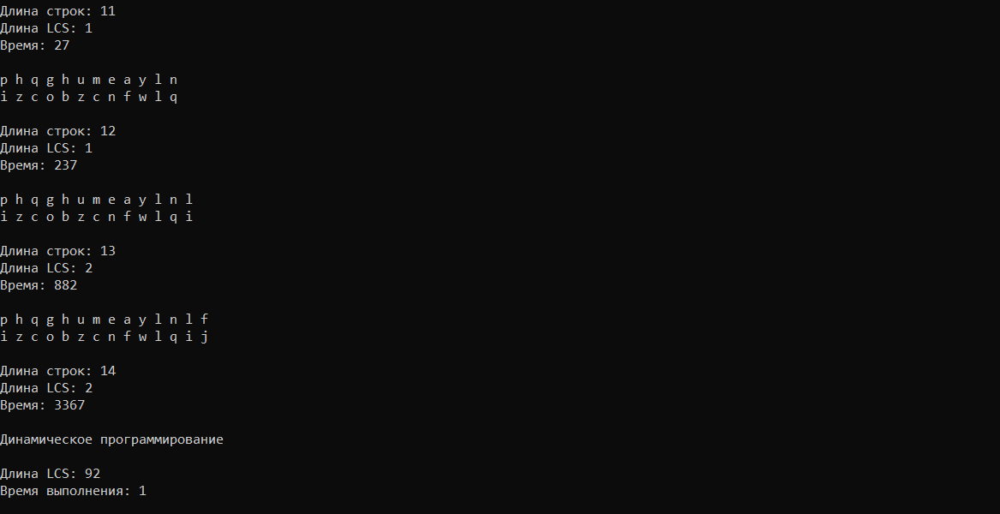 Длина строк: 11
Длина LCS: 1
Время: 27
p h q g h u m e a y l n
i z c o b z c n f w l q
Длина строк: 12
Длина LCS: 1
Время: 237
p h q g h u m e a y l n l
i z c o b z c n f w l q i
Длина строк: 13
Длина LCS: 2
Время: 882
p h q g h u m e a y l n l f
i z c o b z c n f w l q i j
Длина строк: 14
Длина LCS: 2
Время: 3367
Динамическое программирование
Длина LCS: 92
Время выполнения: 1